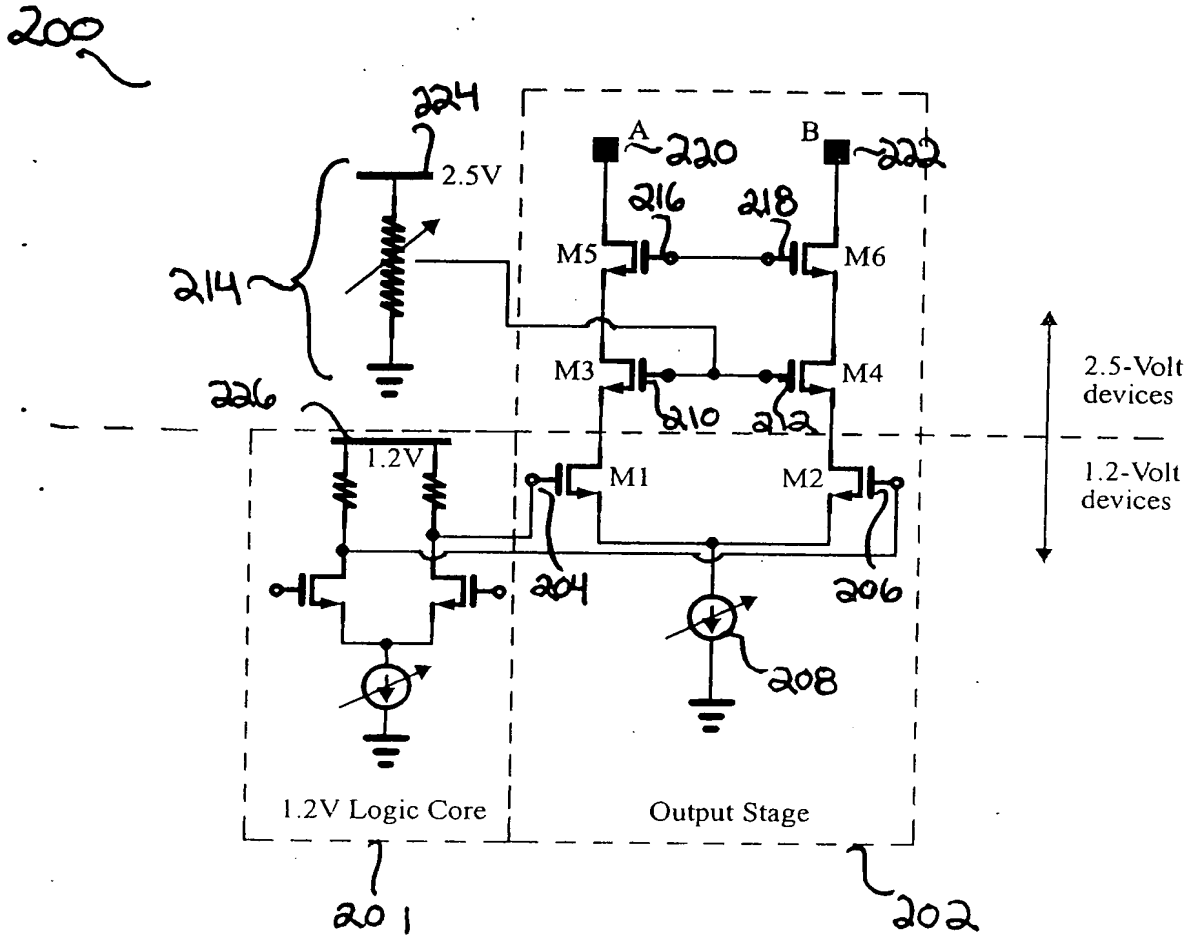 200
224
2.5V
A
220
B
222
216
218
M5
M6
214
M3
M4
210
212
2.5-Volt
devices
226
1.2V
M1
M2
1.2-Volt
devices
204
206
208
1.2V Logic Core
Output Stage
201
202